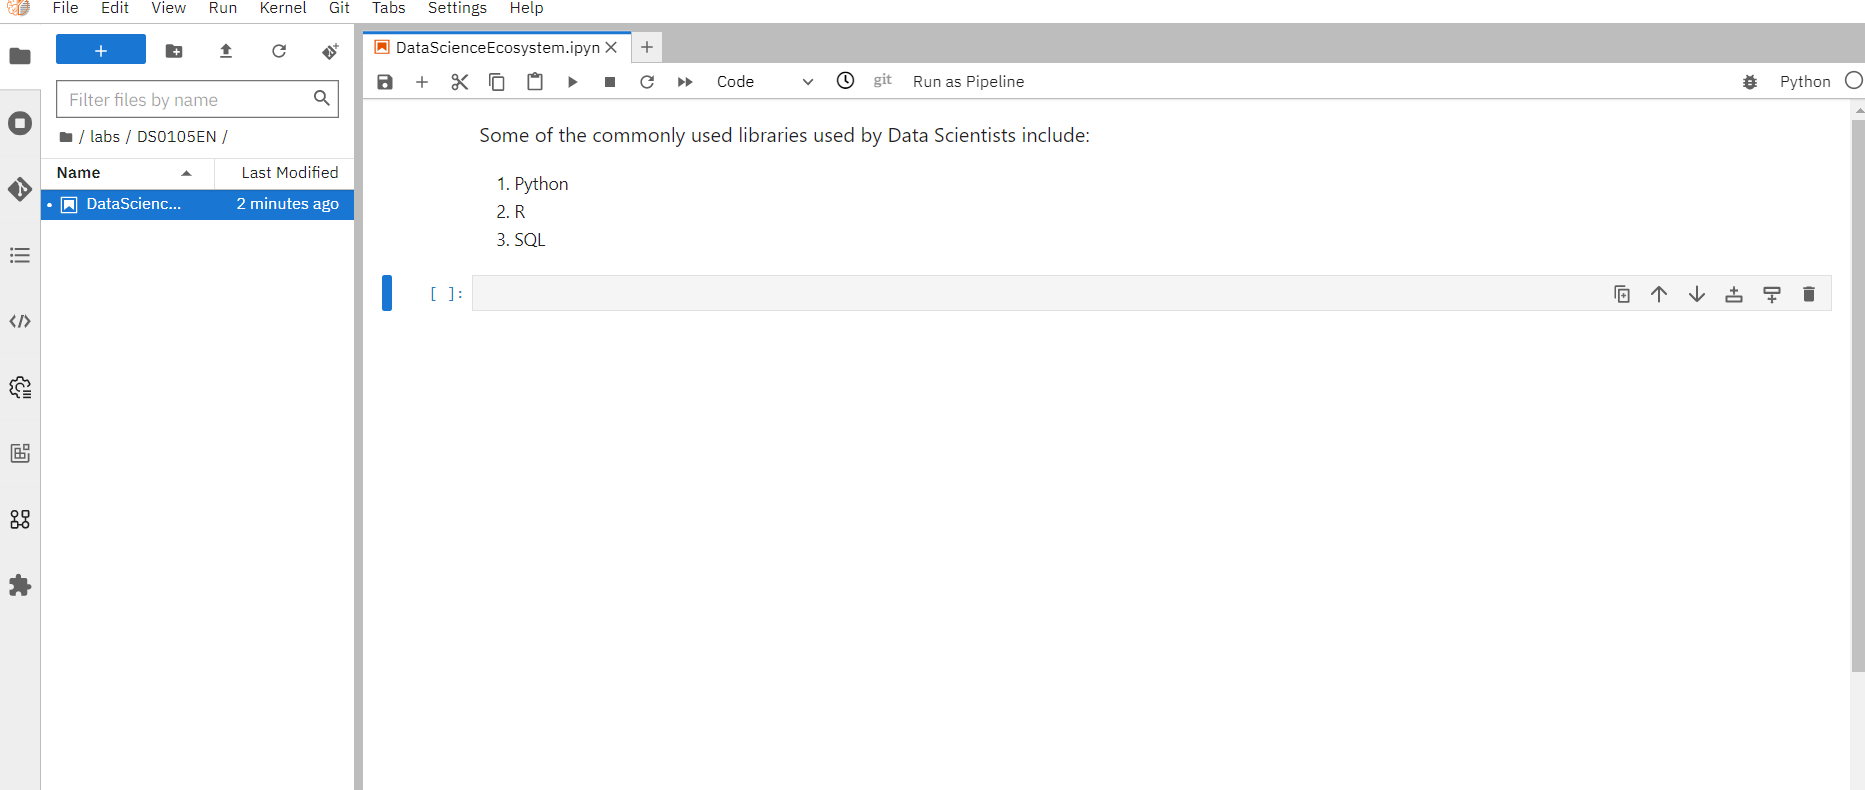 File Edit View Run Kernel Git Tabs Settings Help
DataScienceEcosystem.ipyn
Code git Run as Pipeline Python
Filter files by name
/ labs / DS0105EN /
Name Last Modified
DataScienc... 2 minutes ago
Some of the commonly used libraries used by Data Scientists include:
1. Python
2. R
3. SQL
[ ]: